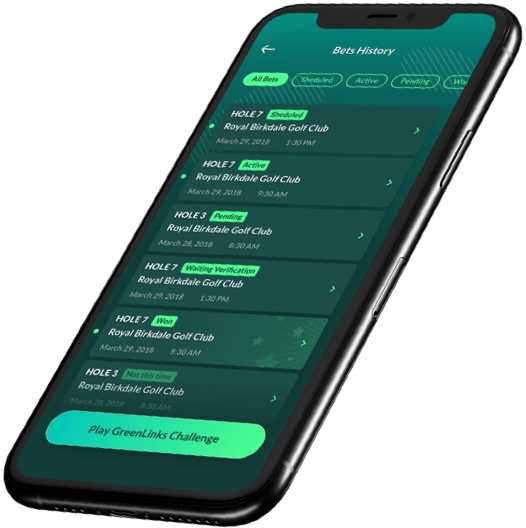 Bets History
All Bets Sheduled Active Pending Wo
HOLE 7 Sheduled
Royal Birkdale Golf Club
March 29, 2018 1:30 PM
HOLE 7 Active
Royal Birkdale Golf Club
March 29, 2018 9:30 AM
HOLE 3 Pending
Royal Birkdale Golf Club
March 28, 2018 8:30 AM
HOLE 7 Waiting Verification
Royal Birkdale Golf Club
March 29, 2018 1:30 PM
HOLE 7 Won
Royal Birkdale Golf Club
March 29, 2018 9:30 AM
HOLE 3 Not this time
Royal Birkdale Golf Club
March 28, 2018 8:30 AM
Play GreenLinks Challenge